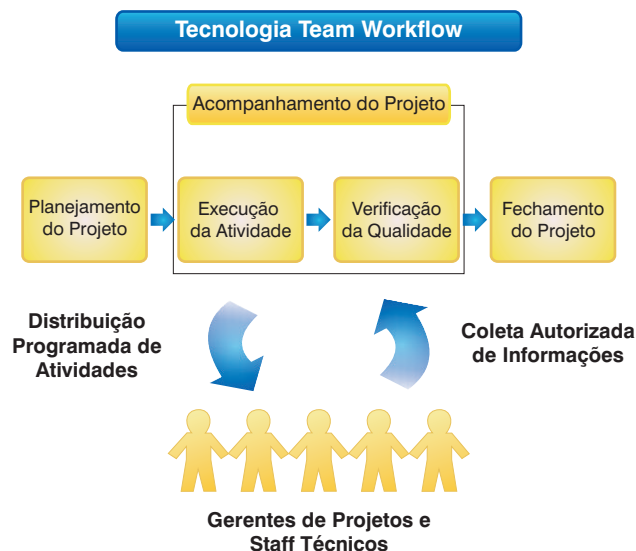 Tecnologia Team Workflow
Acompanhamento do Projeto
Planejamento
do Projeto
Execução
da Atividade
Verificação
da Qualidade
Fechamento
do Projeto
Distribuição
Programada de
Atividades
Coleta Autorizada
de Informações
Gerentes de Projetos e
Staff Técnicos